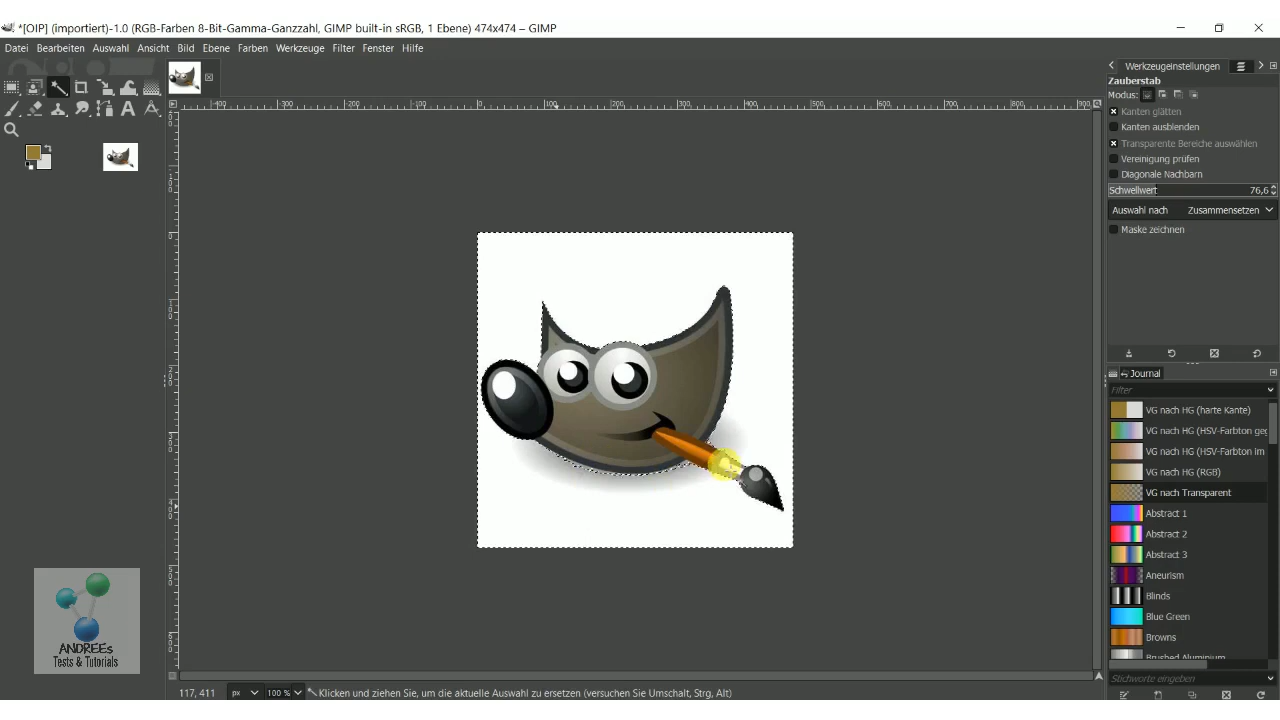 *[OIP] (importiert)-1.0 (RGB-Farben 8-Bit-Gamma-Ganzzahl, GIMP built-in sRGB, 1 Ebene) 474x474 – GIMP
Datei Bearbeiten Auswahl Ansicht Bild Ebene Farben Werkzeuge Filter Fenster Hilfe
Werkzeugeinstellungen
Zauberstab
Modus:
Kanten glätten
Kanten ausblenden
Transparente Bereiche auswählen
Vereinigung prüfen
Diagonale Nachbarn
Schwellwert 76,6
Auswahl nach Zusammensetzen
Maske zeichnen
Journal
Filter
VG nach HG (harte Kante)
VG nach HG (HSV-Farbton geg
VG nach HG (HSV-Farbton im
VG nach HG (RGB)
VG nach Transparent
Abstract 1
Abstract 2
Abstract 3
Aneurism
Blinds
Blue Green
Browns
Brushed Aluminium
Stichworte eingeben
ANDREEs
Tests & Tutorials
117, 411 px 100 % Klicken und ziehen Sie, um die aktuelle Auswahl zu ersetzen (versuchen Sie Umschalt, Strg, Alt)